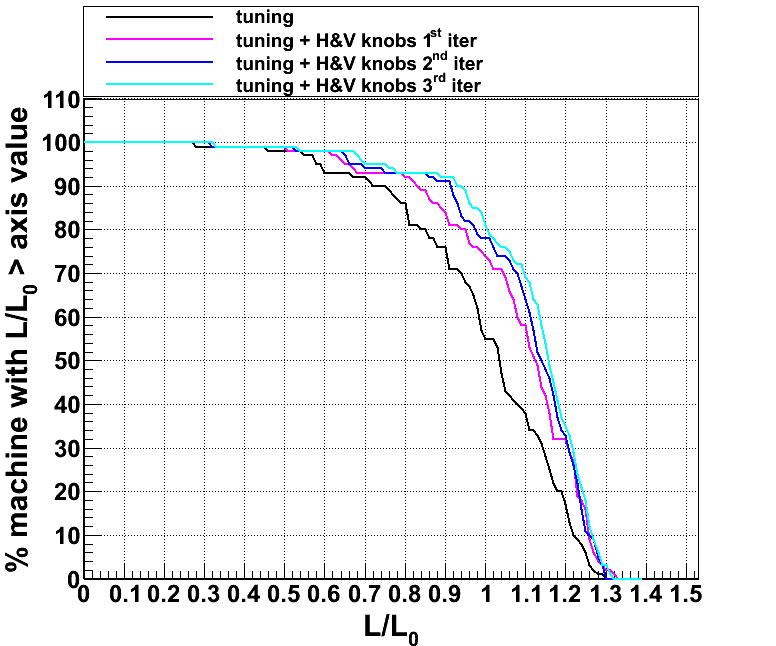 tuning
tuning + H&V knobs 1st iter
tuning + H&V knobs 2nd iter
tuning + H&V knobs 3rd iter
% machine with L/L0 > axis value
110
100
90
80
70
60
50
40
30
20
10
0
0 0.1 0.2 0.3 0.4 0.5 0.6 0.7 0.8 0.9 1 1.1 1.2 1.3 1.4 1.5
L/L0